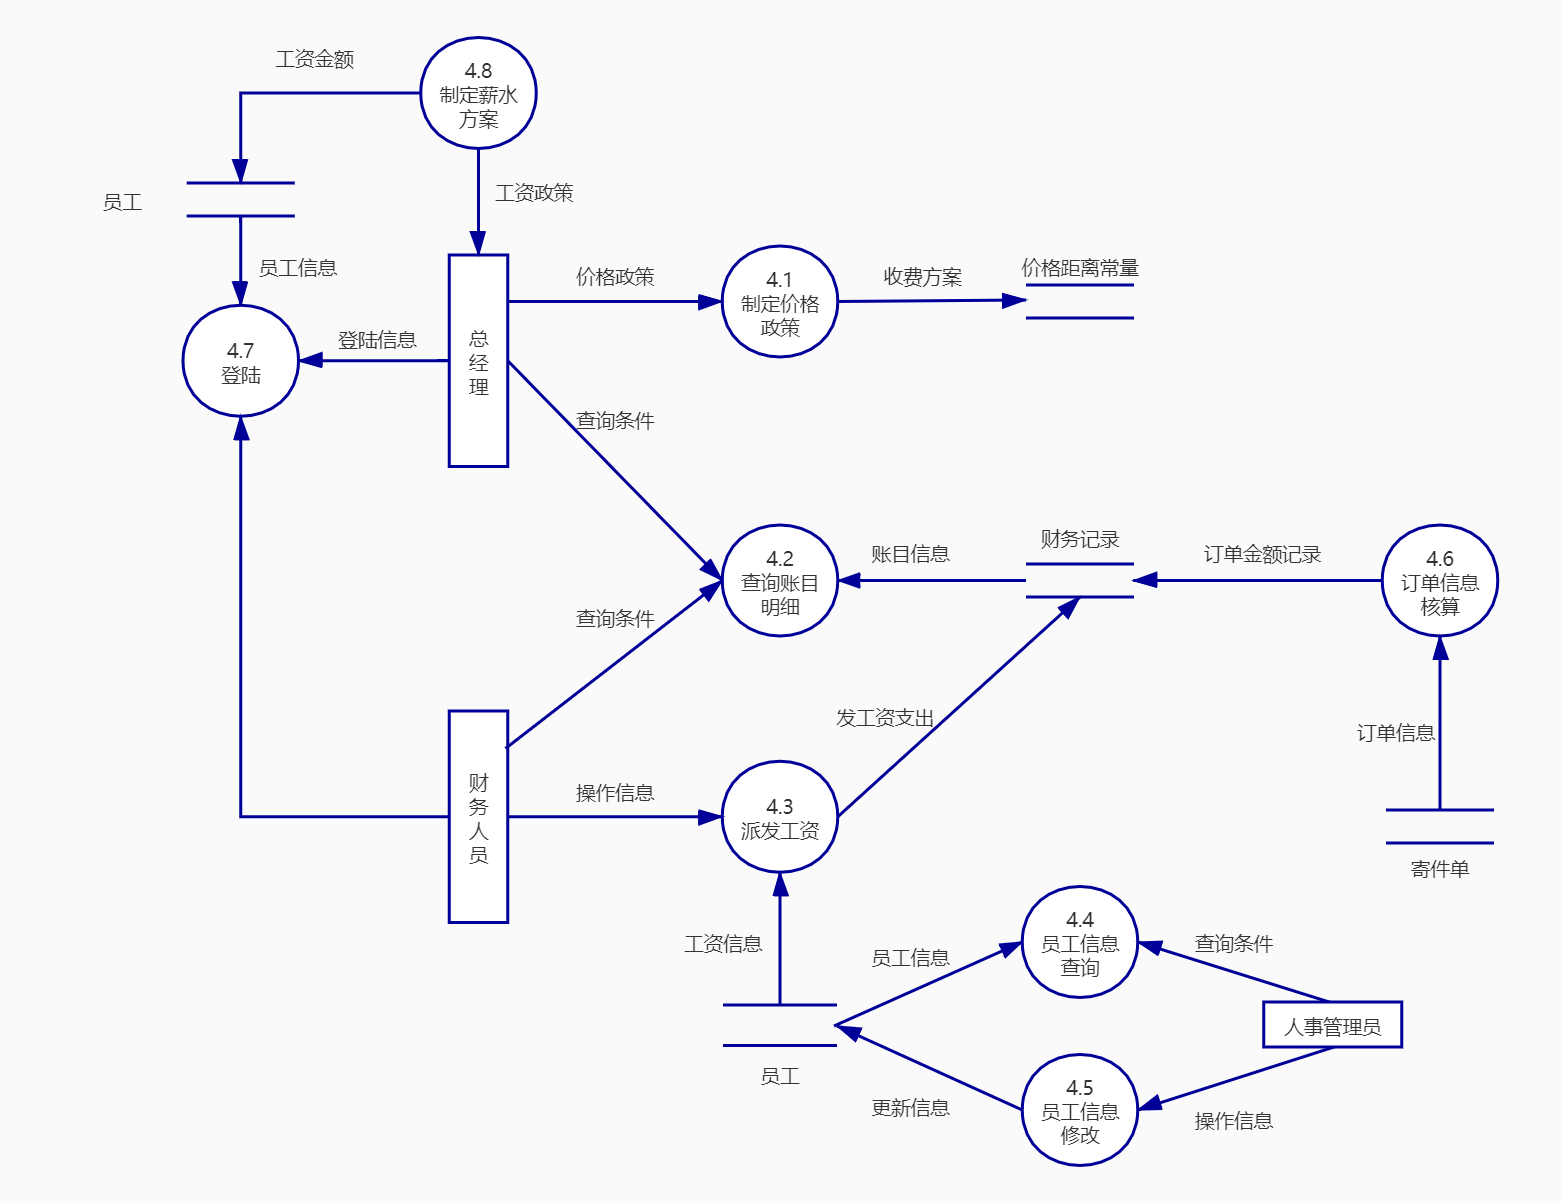 工资金额
4.8
制定薪水
方案
员工
工资政策
员工信息
价格政策
4.1
制定价格
政策
收费方案
价格距离常量
4.7
登陆
登陆信息
总
经
理
查询条件
4.2
查询账目
明细
账目信息
财务记录
订单金额记录
4.6
订单信息
核算
查询条件
发工资支出
订单信息
财
务
人
员
操作信息
4.3
派发工资
寄件单
工资信息
员工信息
4.4
员工信息
查询
查询条件
人事管理员
员工
更新信息
4.5
员工信息
修改
操作信息